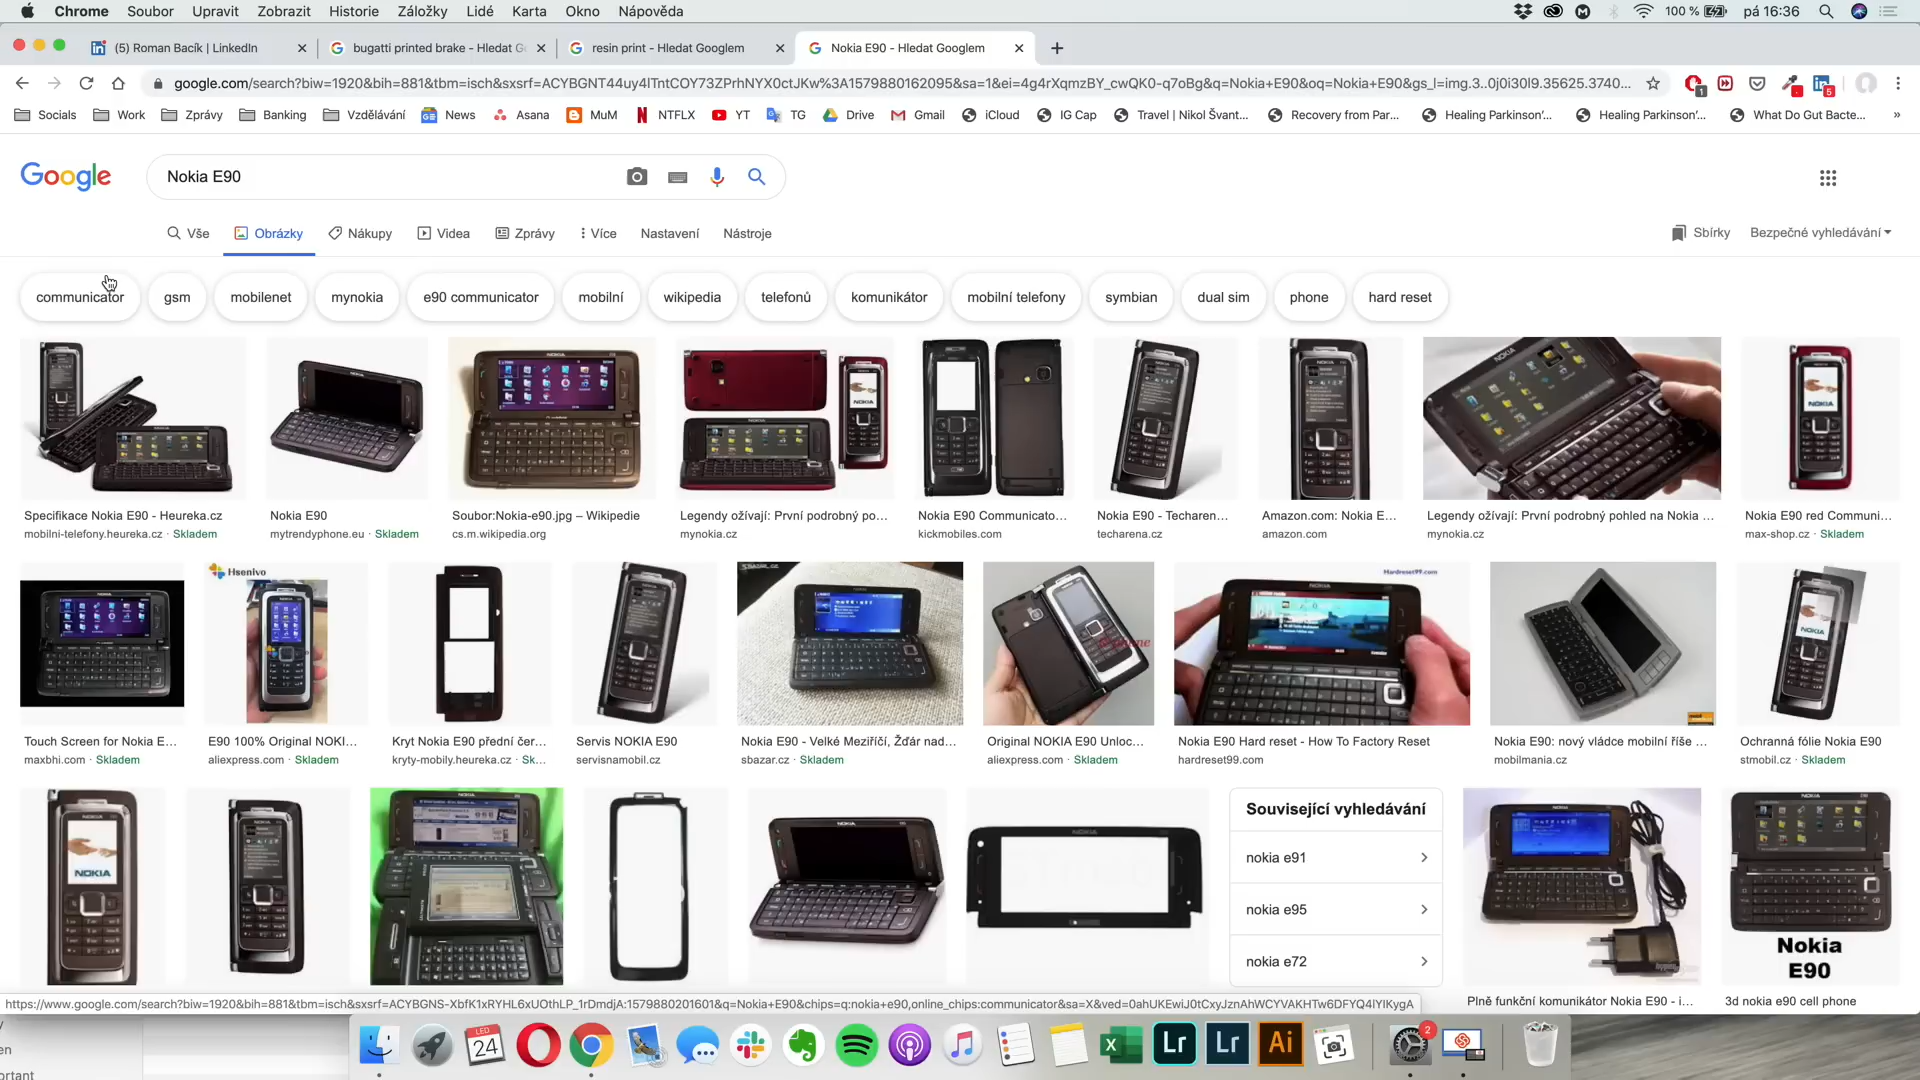 Chrome Soubor Upravit Zobrazit Historie Záložky Lidé Karta Okno Nápověda
100 % pá 16:36
(5) Roman Bacík | LinkedIn
bugatti printed brake - Hledat G
resin print - Hledat Googlem
Nokia E90 - Hledat Googlem
google.com/search?biw=1920&bih=881&tbm=isch&sxsrf=ACYBGNT44uy4lTntCOY73ZPrhNYX0ctJKw%3A1579880162095&sa=1&ei=4g4rXqmzBY_cwQK0-q7oBg&q=Nokia+E90&oq=Nokia+E90&gs_l=img.3..0j0i30l9.35625.3740...
Socials Work Zprávy Banking Vzdělávání News Asana MuM NTFLX YT TG Drive Gmail iCloud IG Cap Travel | Nikol Švant... Recovery from Par... Healing Parkinson'... Healing Parkinson'... What Do Gut Bacte... »
Google
Nokia E90
Vše Obrázky Nákupy Videa Zprávy Více Nastavení Nástroje
Sbírky Bezpečné vyhledávání
communicator gsm mobilenet mynokia e90 communicator mobilní wikipedia telefonů komunikátor mobilní telefony symbian dual sim phone hard reset
Specifikace Nokia E90 - Heureka.cz
mobilni-telefony.heureka.cz · Skladem
Nokia E90
mytrendyphone.eu · Skladem
Soubor:Nokia-e90.jpg – Wikipedie
cs.m.wikipedia.org
Legendy ožívají: První podrobný po...
mynokia.cz
Nokia E90 Communicato...
kickmobiles.com
Nokia E90 - Techaren...
techarena.cz
Amazon.com: Nokia E...
amazon.com
Legendy ožívají: První podrobný pohled na Nokia ...
mynokia.cz
Nokia E90 red Communi...
max-shop.cz · Skladem
Hsenivo
Hardreset99.com
Touch Screen for Nokia E...
maxbhi.com · Skladem
E90 100% Original NOKI...
aliexpress.com · Skladem
Kryt Nokia E90 přední čer...
kryty-mobily.heureka.cz · Sk...
Servis NOKIA E90
servisnamobil.cz
Nokia E90 - Velké Meziříčí, Žďár nad...
sbazar.cz · Skladem
Original NOKIA E90 Unloc...
aliexpress.com · Skladem
Nokia E90 Hard reset - How To Factory Reset
hardreset99.com
Nokia E90: nový vládce mobilní říše ...
mobilmania.cz
Ochranná fólie Nokia E90
stmobil.cz · Skladem
NOKIA
Související vyhledávání
nokia e91
nokia e95
nokia e72
Nokia
E90
Plně funkční komunikátor Nokia E90 - i...
3d nokia e90 cell phone
https://www.google.com/search?biw=1920&bih=881&tbm=isch&sxsrf=ACYBGNS-XbfK1xRYHL6xUOthLP_1rDmdjA:1579880201601&q=Nokia+E90&chips=q:nokia+e90,online_chips:communicator&sa=X&ved=0ahUKEwiJ0tCxyJznAhWCYVAKHTw6DFYQ4lYIKygA
LED
24
Lr
Lr
Ai
2